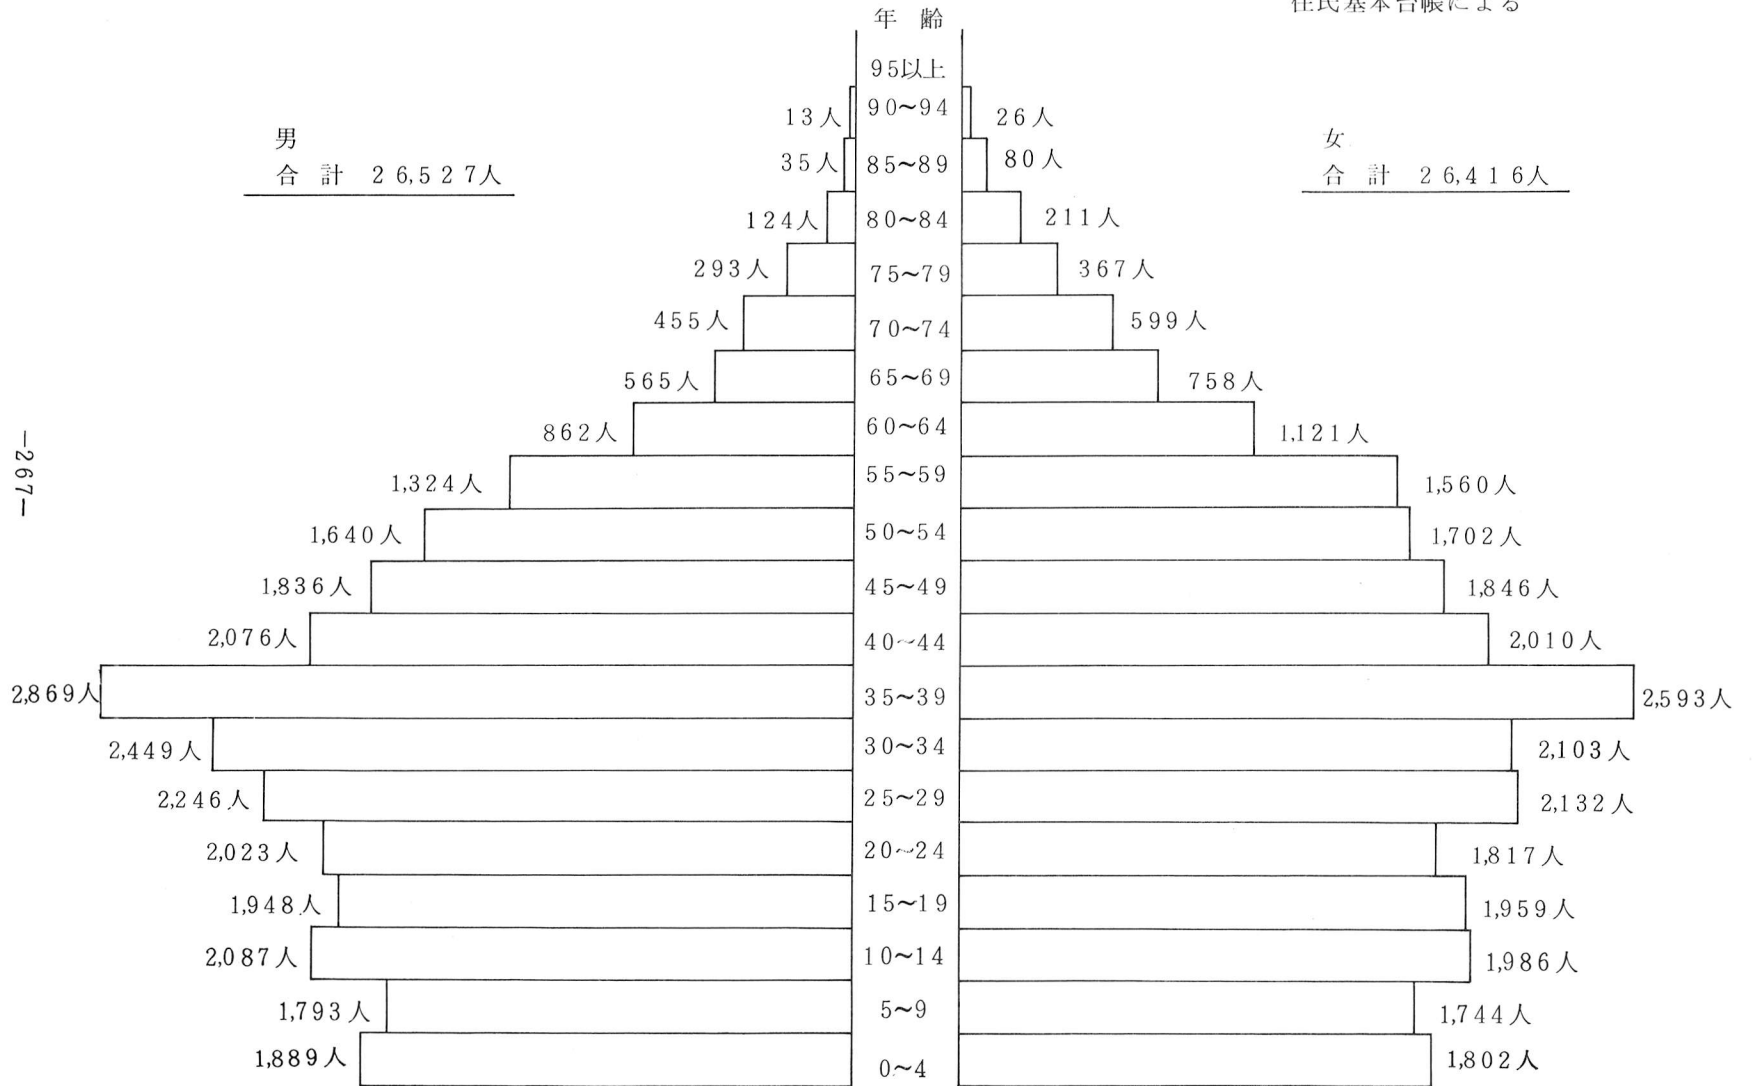 住民基本台帳による
年 齢
95以上
13人 90~94 26人
男
女
合 計 26,527人
合 計 26,416人
35人 85~89 80人
124人 80~84 211人
293人 75~79 367人
455人 70~74 599人
565人 65~69 758人
862人 60~64 1,121人
1,324人 55~59 1,560人
1,640人 50~54 1,702人
1,836人 45~49 1,846人
2,076人 40~44 2,010人
2,869人 35~39 2,593人
2,449人 30~34 2,103人
2,246人 25~29 2,132人
2,023人 20~24 1,817人
1,948人 15~19 1,959人
2,087人 10~14 1,986人
1,793人 5~9 1,744人
1,889人 0~4 1,802人
—267—